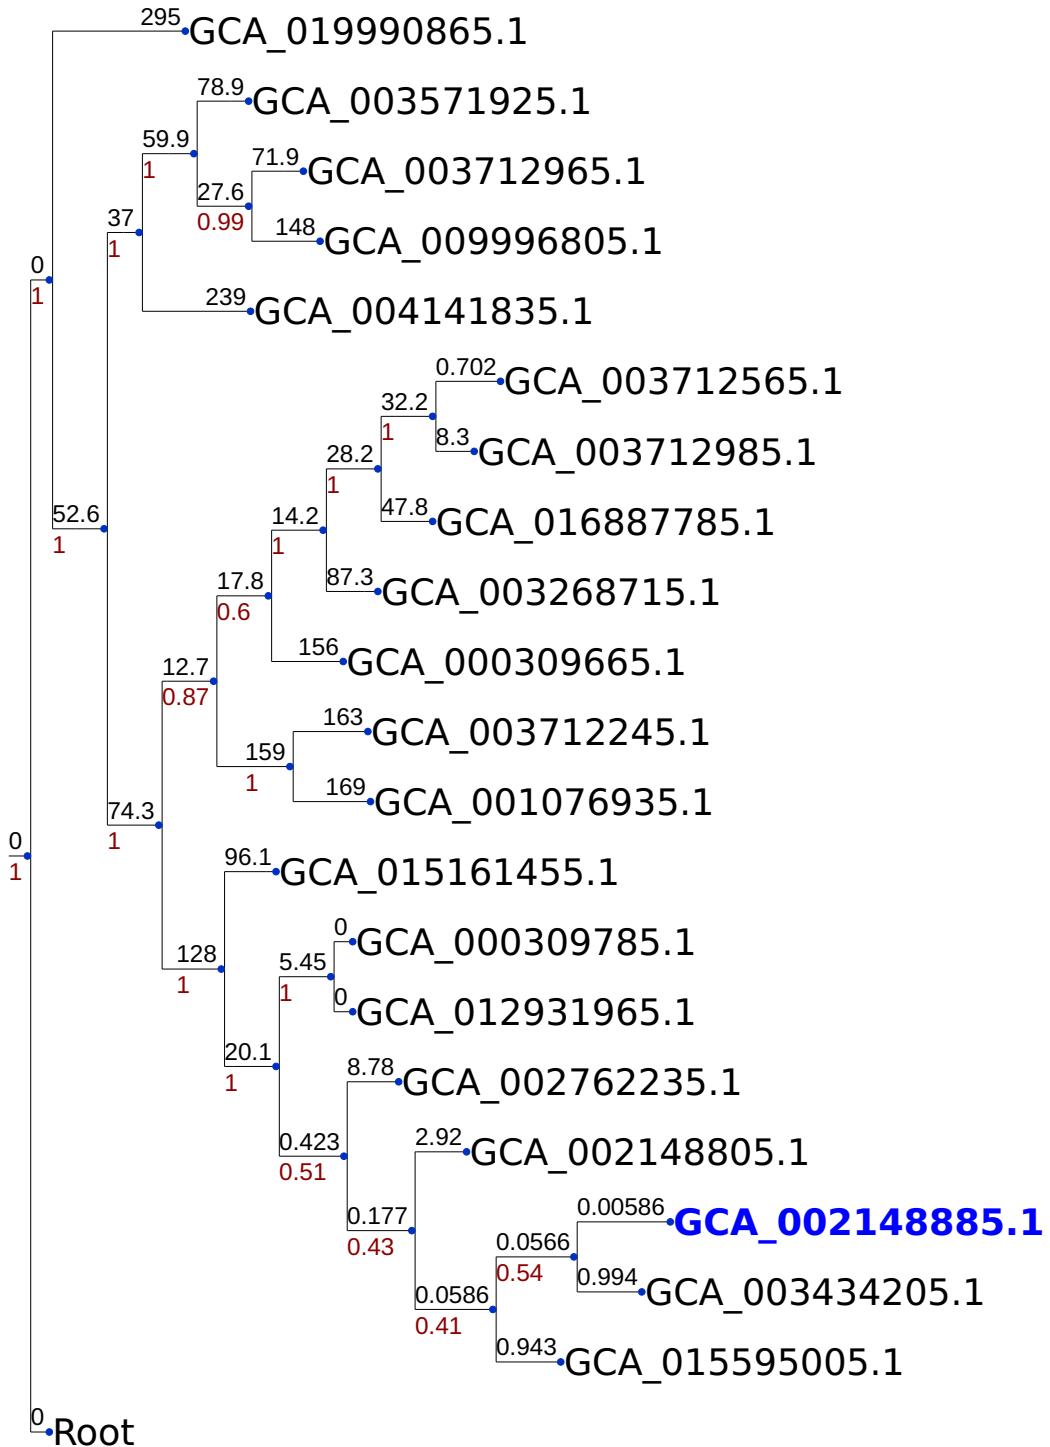 295 GCA_019990865.1
78.9 GCA_003571925.1
59.9
1
71.9 GCA_003712965.1
27.6
0.99
148 GCA_009996805.1
37
1
0
1
239 GCA_004141835.1
0.702 GCA_003712565.1
32.2
1
8.3 GCA_003712985.1
28.2
1
47.8 GCA_016887785.1
14.2
1
52.6
1
87.3 GCA_003268715.1
17.8
0.6
156 GCA_000309665.1
12.7
0.87
163 GCA_003712245.1
159
1
169 GCA_001076935.1
74.3
1
0
1
96.1 GCA_015161455.1
0 GCA_000309785.1
128
1
5.45
1
0 GCA_012931965.1
20.1
1
8.78 GCA_002762235.1
0.423
0.51
2.92 GCA_002148805.1
0.177
0.43
0.00586 GCA_002148885.1
0.0566
0.54
0.994 GCA_003434205.1
0.0586
0.41
0.943 GCA_015595005.1
0 Root